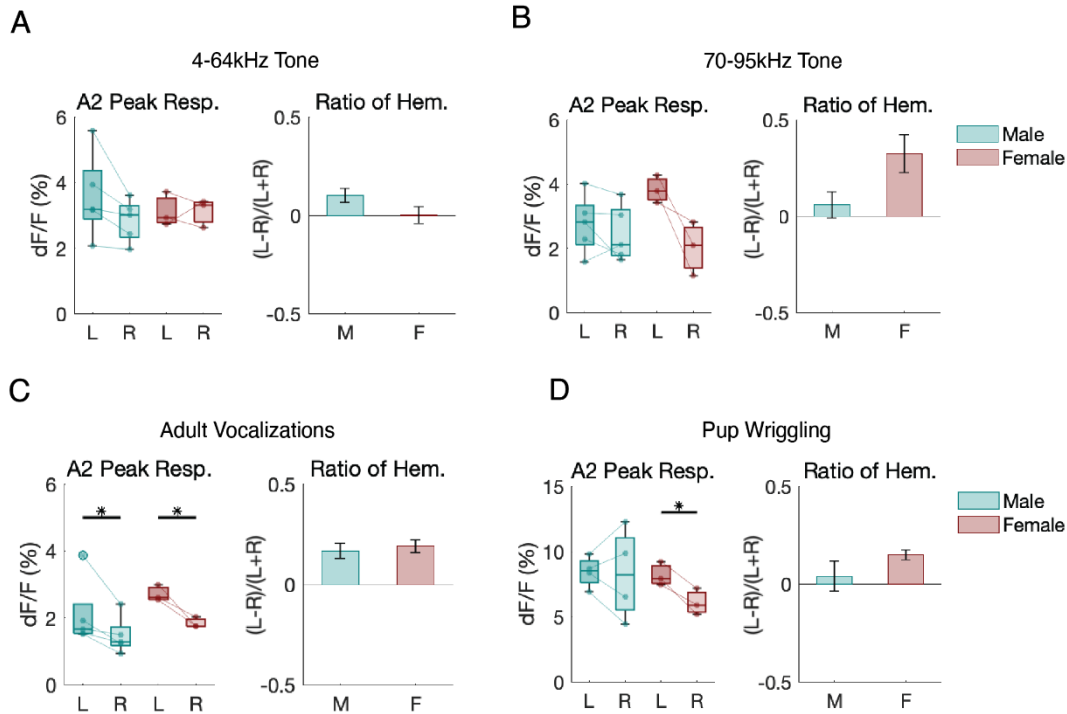 A
4-64kHz Tone
A2 Peak Resp.
Ratio of Hem.
dF/F (%)
6
4
2
0
L R L R
(L-R)/(L+R)
0.5
0
-0.5
M F
B
70-95kHz Tone
A2 Peak Resp.
Ratio of Hem.
dF/F (%)
6
4
2
0
L R L R
(L-R)/(L+R)
0.5
0
-0.5
M F
Male
Female
C
Adult Vocalizations
A2 Peak Resp.
Ratio of Hem.
dF/F (%)
6
4
2
0
*
*
L R L R
(L-R)/(L+R)
0.5
0
-0.5
M F
D
Pup Wriggling
A2 Peak Resp.
Ratio of Hem.
dF/F (%)
15
10
5
0
*
L R L R
(L-R)/(L+R)
0.5
0
-0.5
M F
Male
Female